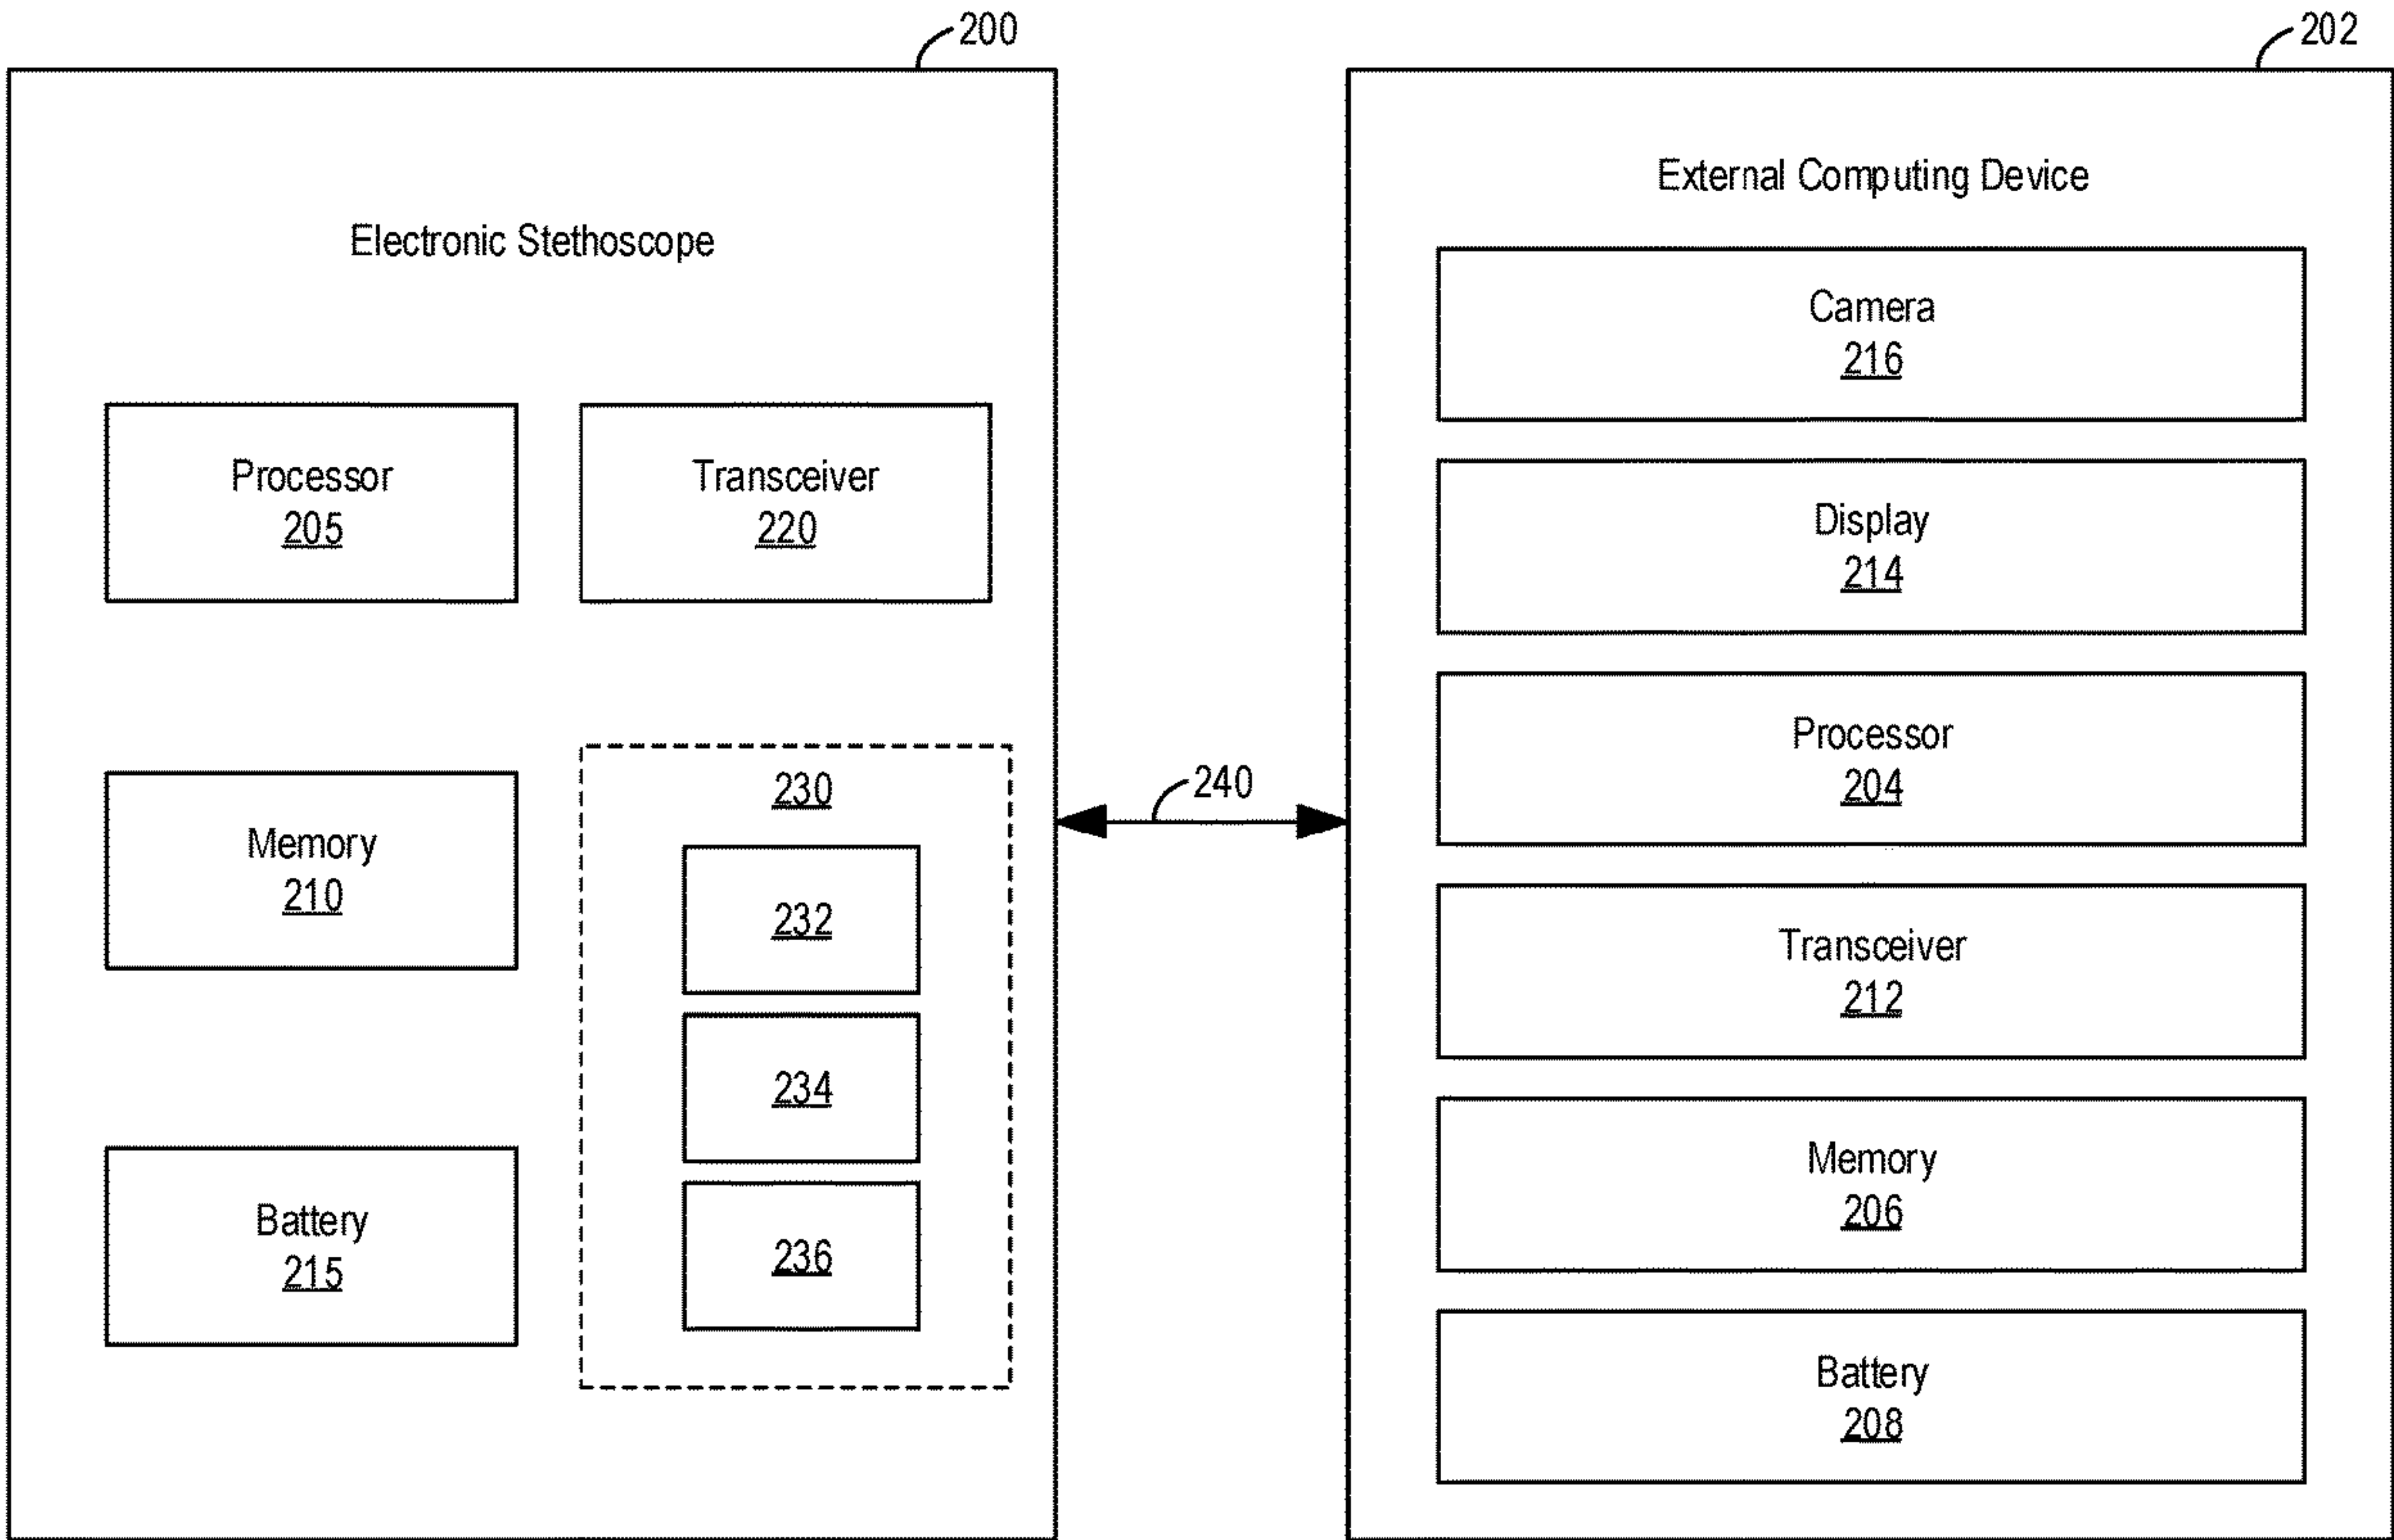 200
202
Electronic Stethoscope
Processor
205
Transceiver
220
Memory
210
230
232
234
236
Battery
215
240
External Computing Device
Camera
216
Display
214
Processor
204
Transceiver
212
Memory
206
Battery
208